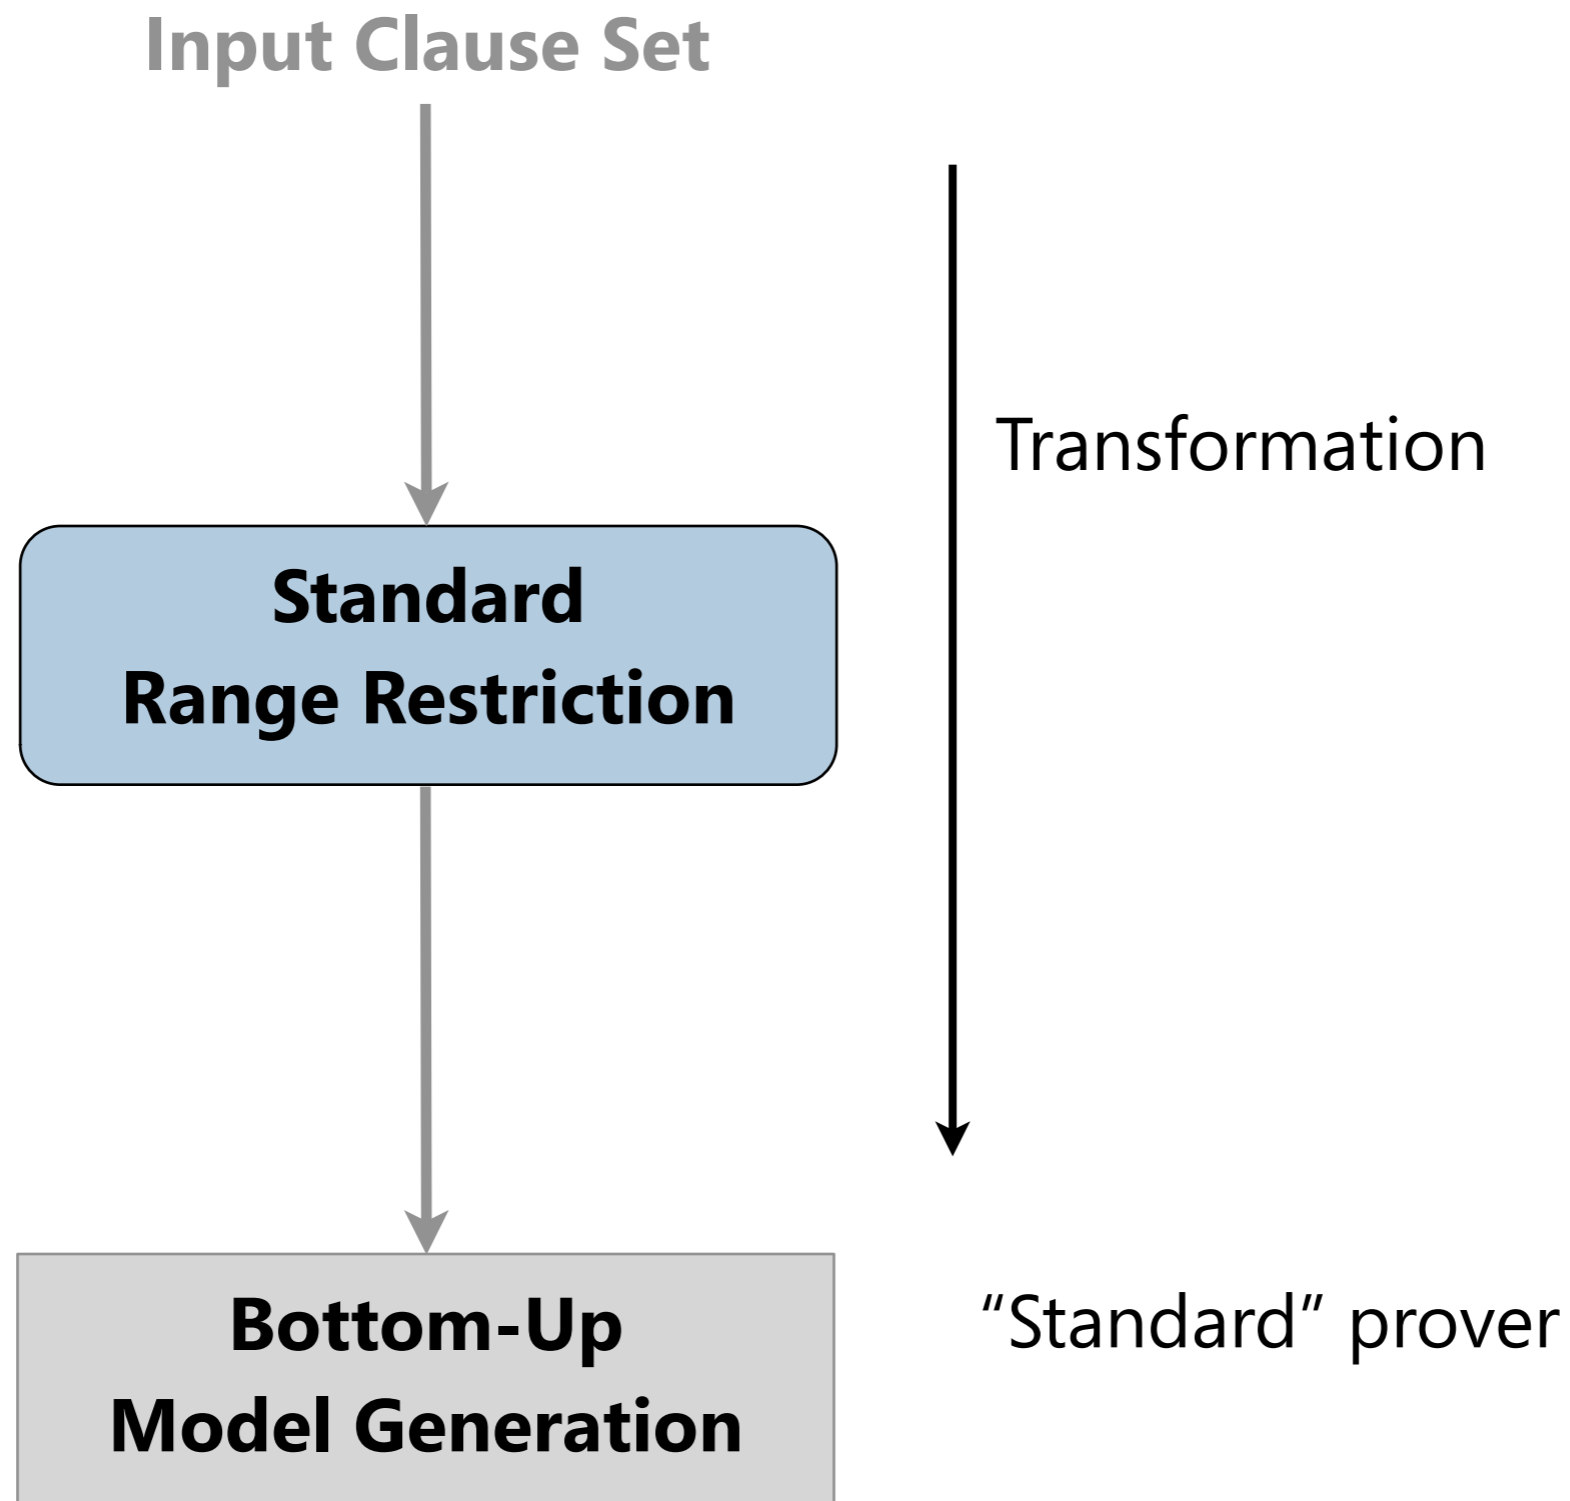 Input Clause Set
Transformation
Standard
Range Restriction
Bottom-Up
“Standard” prover
Model Generation